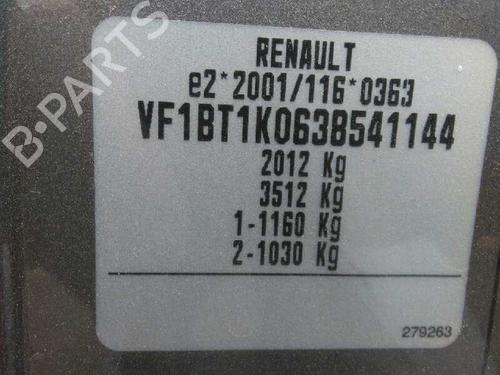 B-PARTS
RENAULT
e2*2001/116*0363
VF1BT1K0638541144
2012 Kg
3512 Kg
1-1160 Kg
2-1030 Kg
279263